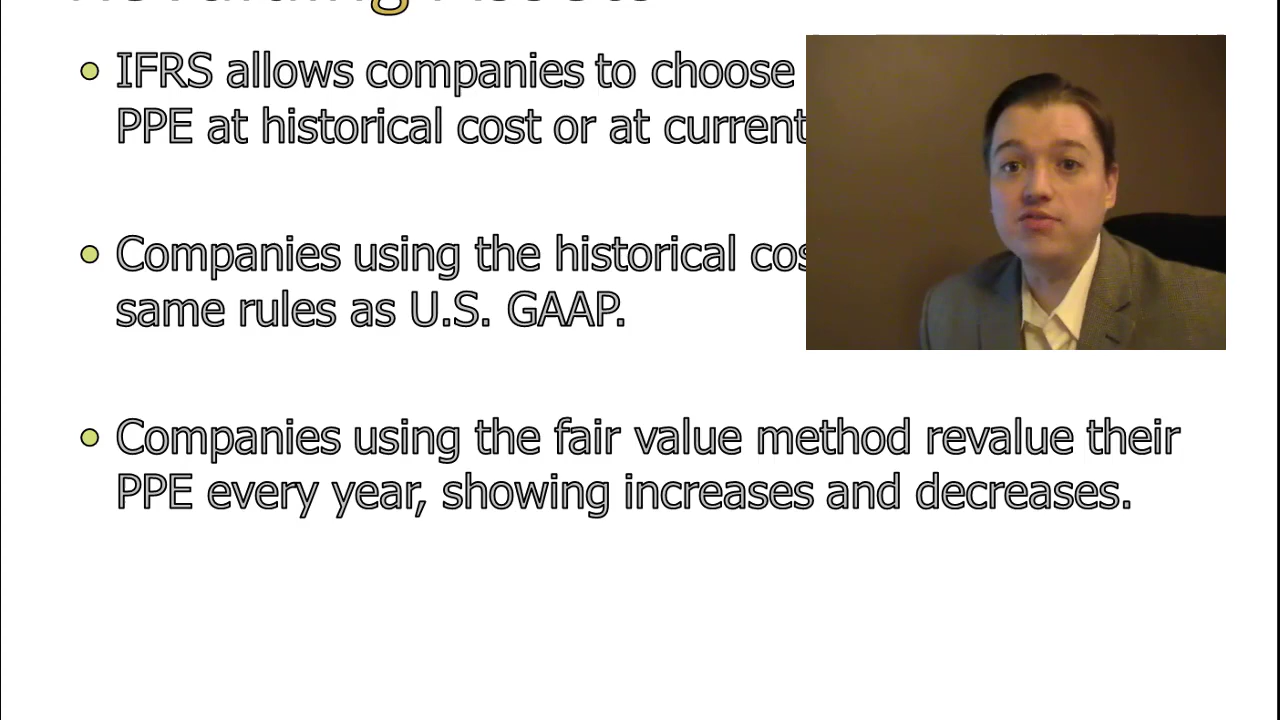 IFRS allows companies to choose
PPE at historical cost or at current
Companies using the historical
same rules as U.S. GAAP.
Companies using the fair value method revalue their
PPE every year, showing increases and decreases.